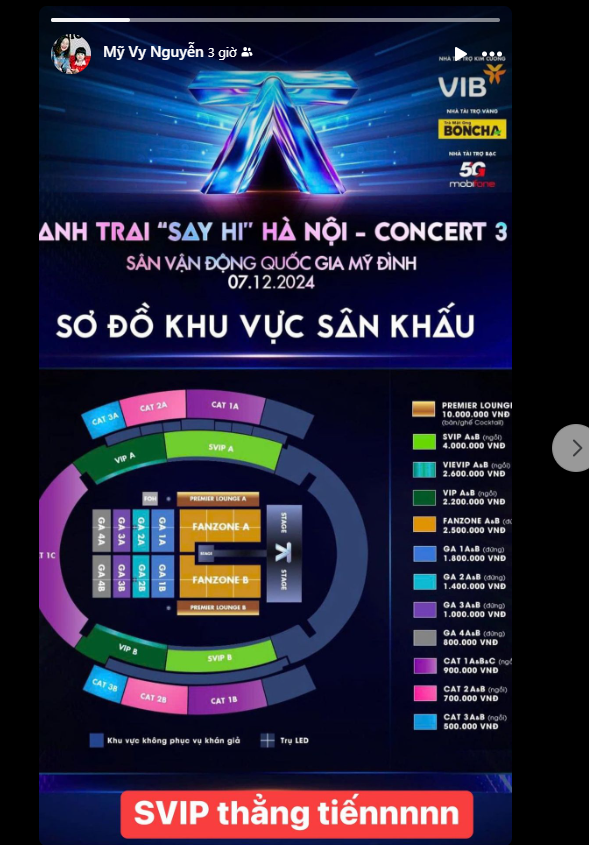 Mỹ Vy Nguyễn 3 giờ
NHÀ TÀI TRỢ KIM CƯƠNG
VIB
NHÀ TÀI TRỢ VÀNG
BONCHA
NHÀ TÀI TRỢ BẠC
5G
mobifone
ANH TRAI "SAY HI" HÀ NỘI - CONCERT 3
SÂN VẬN ĐỘNG QUỐC GIA MỸ ĐÌNH
07.12.2024
SƠ ĐỒ KHU VỰC SÂN KHẤU
CAT 3A
CAT 2A
CAT 1A
VIP A
SVIP A
FOH
PREMIER LOUNGE A
GA 4A
GA 3A
GA 2A
GA 1A
FANZONE A
STAGE
T 1C
STAGE
GA 4B
GA 3B
GA 2B
GA 1B
FANZONE B
STAGE
PREMIER LOUNGE B
VIP B
SVIP B
CAT 3B
CAT 2B
CAT 1B
PREMIER LOUNG
10.000.000 VNĐ
(bàn/ghế Cocktail)
SVIP A&B (ngồi)
4.000.000 VNĐ
VIEVIP A&B (ngồi
2.600.000 VNĐ
VIP A&B (ngồi)
2.200.000 VNĐ
FANZONE A&B (đứ
2.500.000 VNĐ
GA 1A&B (đứng)
1.800.000 VNĐ
GA 2A&B (đứng)
1.400.000 VNĐ
GA 3A&B (đứng)
1.000.000 VNĐ
GA 4A&B (đứng)
800.000 VNĐ
CAT 1A&B&C (ngồ
900.000 VNĐ
CAT 2A&B (ngồi)
700.000 VNĐ
CAT 3A&B (ngồi)
500.000 VNĐ
Khu vực không phục vụ khán giả
Trụ LED
SVIP thẳng tiếnnnnn